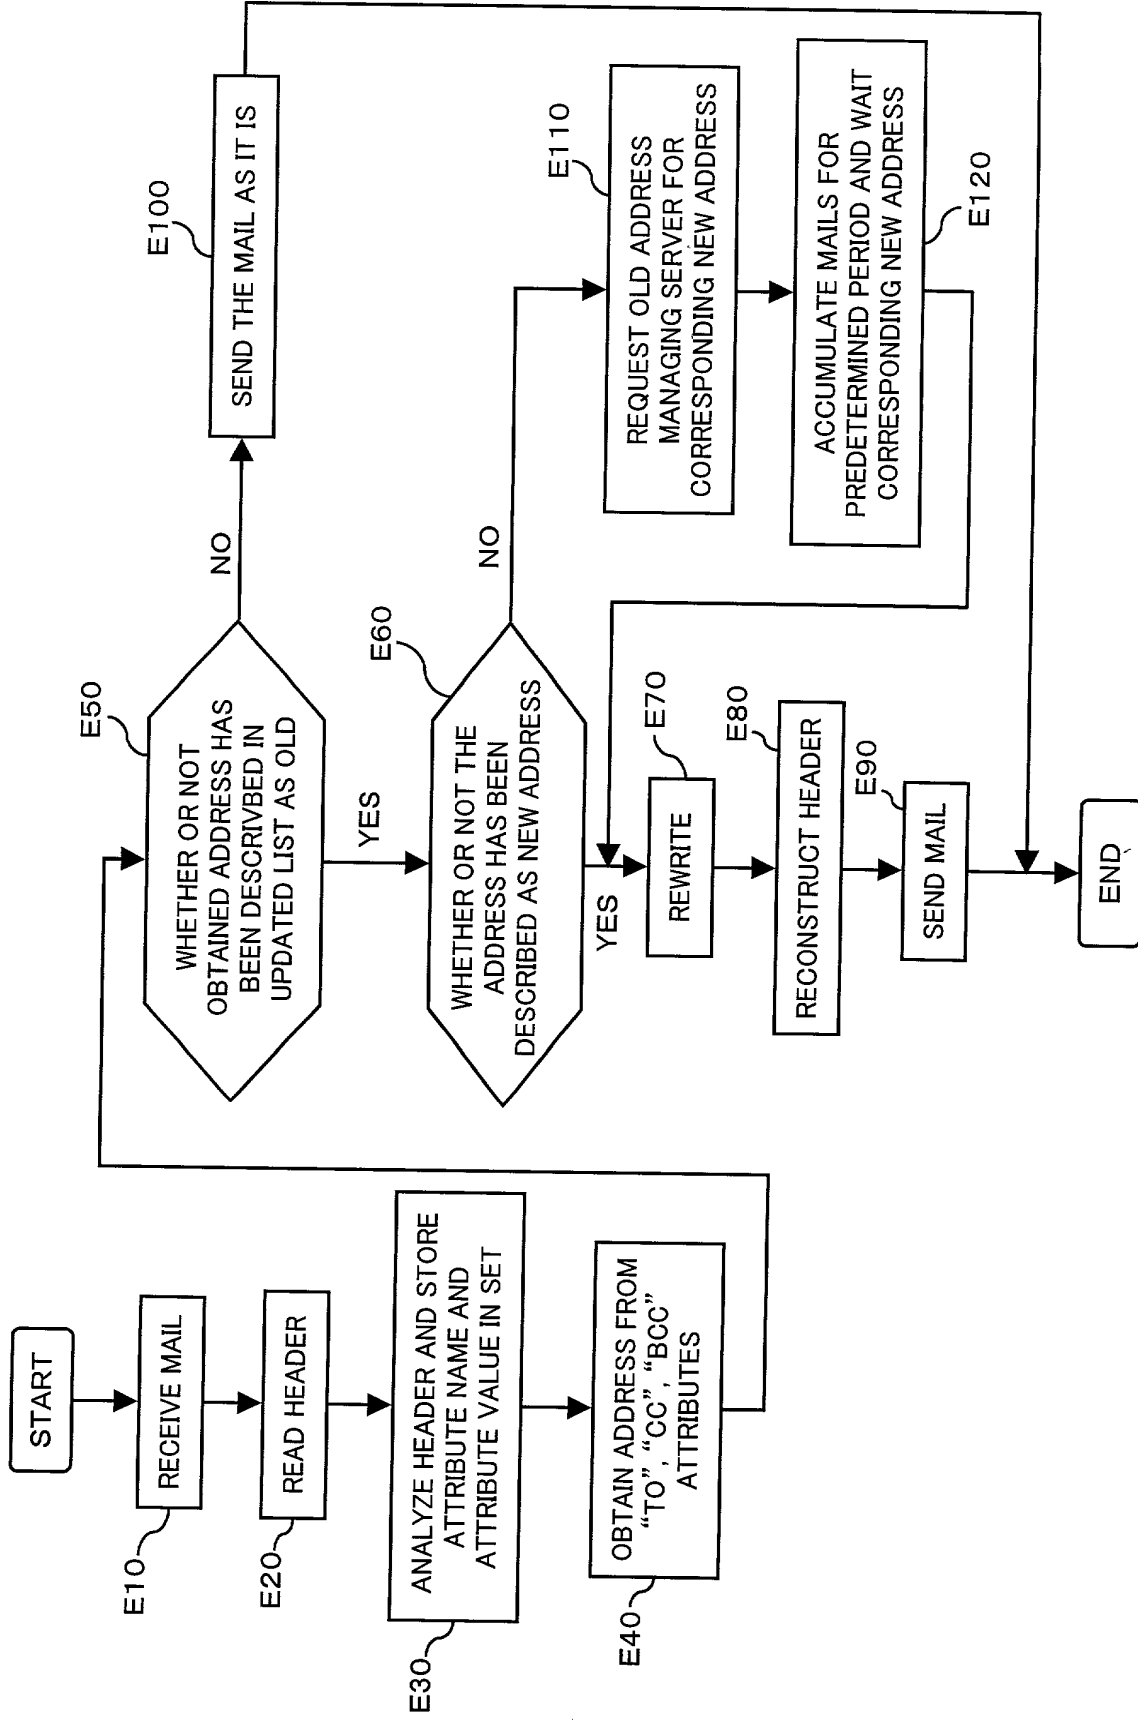 START
E10
RECEIVE MAIL
E20
READ HEADER
E30
ANALYZE HEADER AND STORE
ATTRIBUTE NAME AND
ATTRIBUTE VALUE IN SET
E40
OBTAIN ADDRESS FROM
“TO”, “CC”, “BCC”
ATTRIBUTES
E50
WHETHER OR NOT
OBTAINED ADDRESS HAS
BEEN DESCRIVBED IN
UPDATED LIST AS OLD
NO
YES
E100
SEND THE MAIL AS IT IS
E60
WHETHER OR NOT THE
ADDRESS HAS BEEN
DESCRIBED AS NEW ADDRESS
NO
YES
E110
REQUEST OLD ADDRESS
MANAGING SERVER FOR
CORRESPONDING NEW ADDRESS
E120
ACCUMULATE MAILS FOR
PREDETERMINED PERIOD AND WAIT
CORRESPONDING NEW ADDRESS
E70
REWRITE
E80
RECONSTRUCT HEADER
E90
SEND MAIL
END